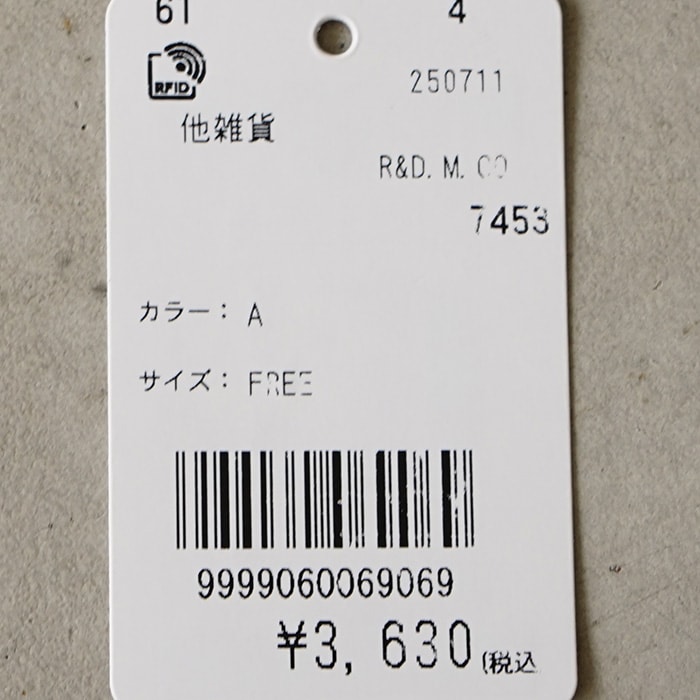 61 4
RFID
250711
他雑貨
R&D. M. CO
7453
カラー： A
サイズ： FREE
9999060069069
¥3, 630(税込